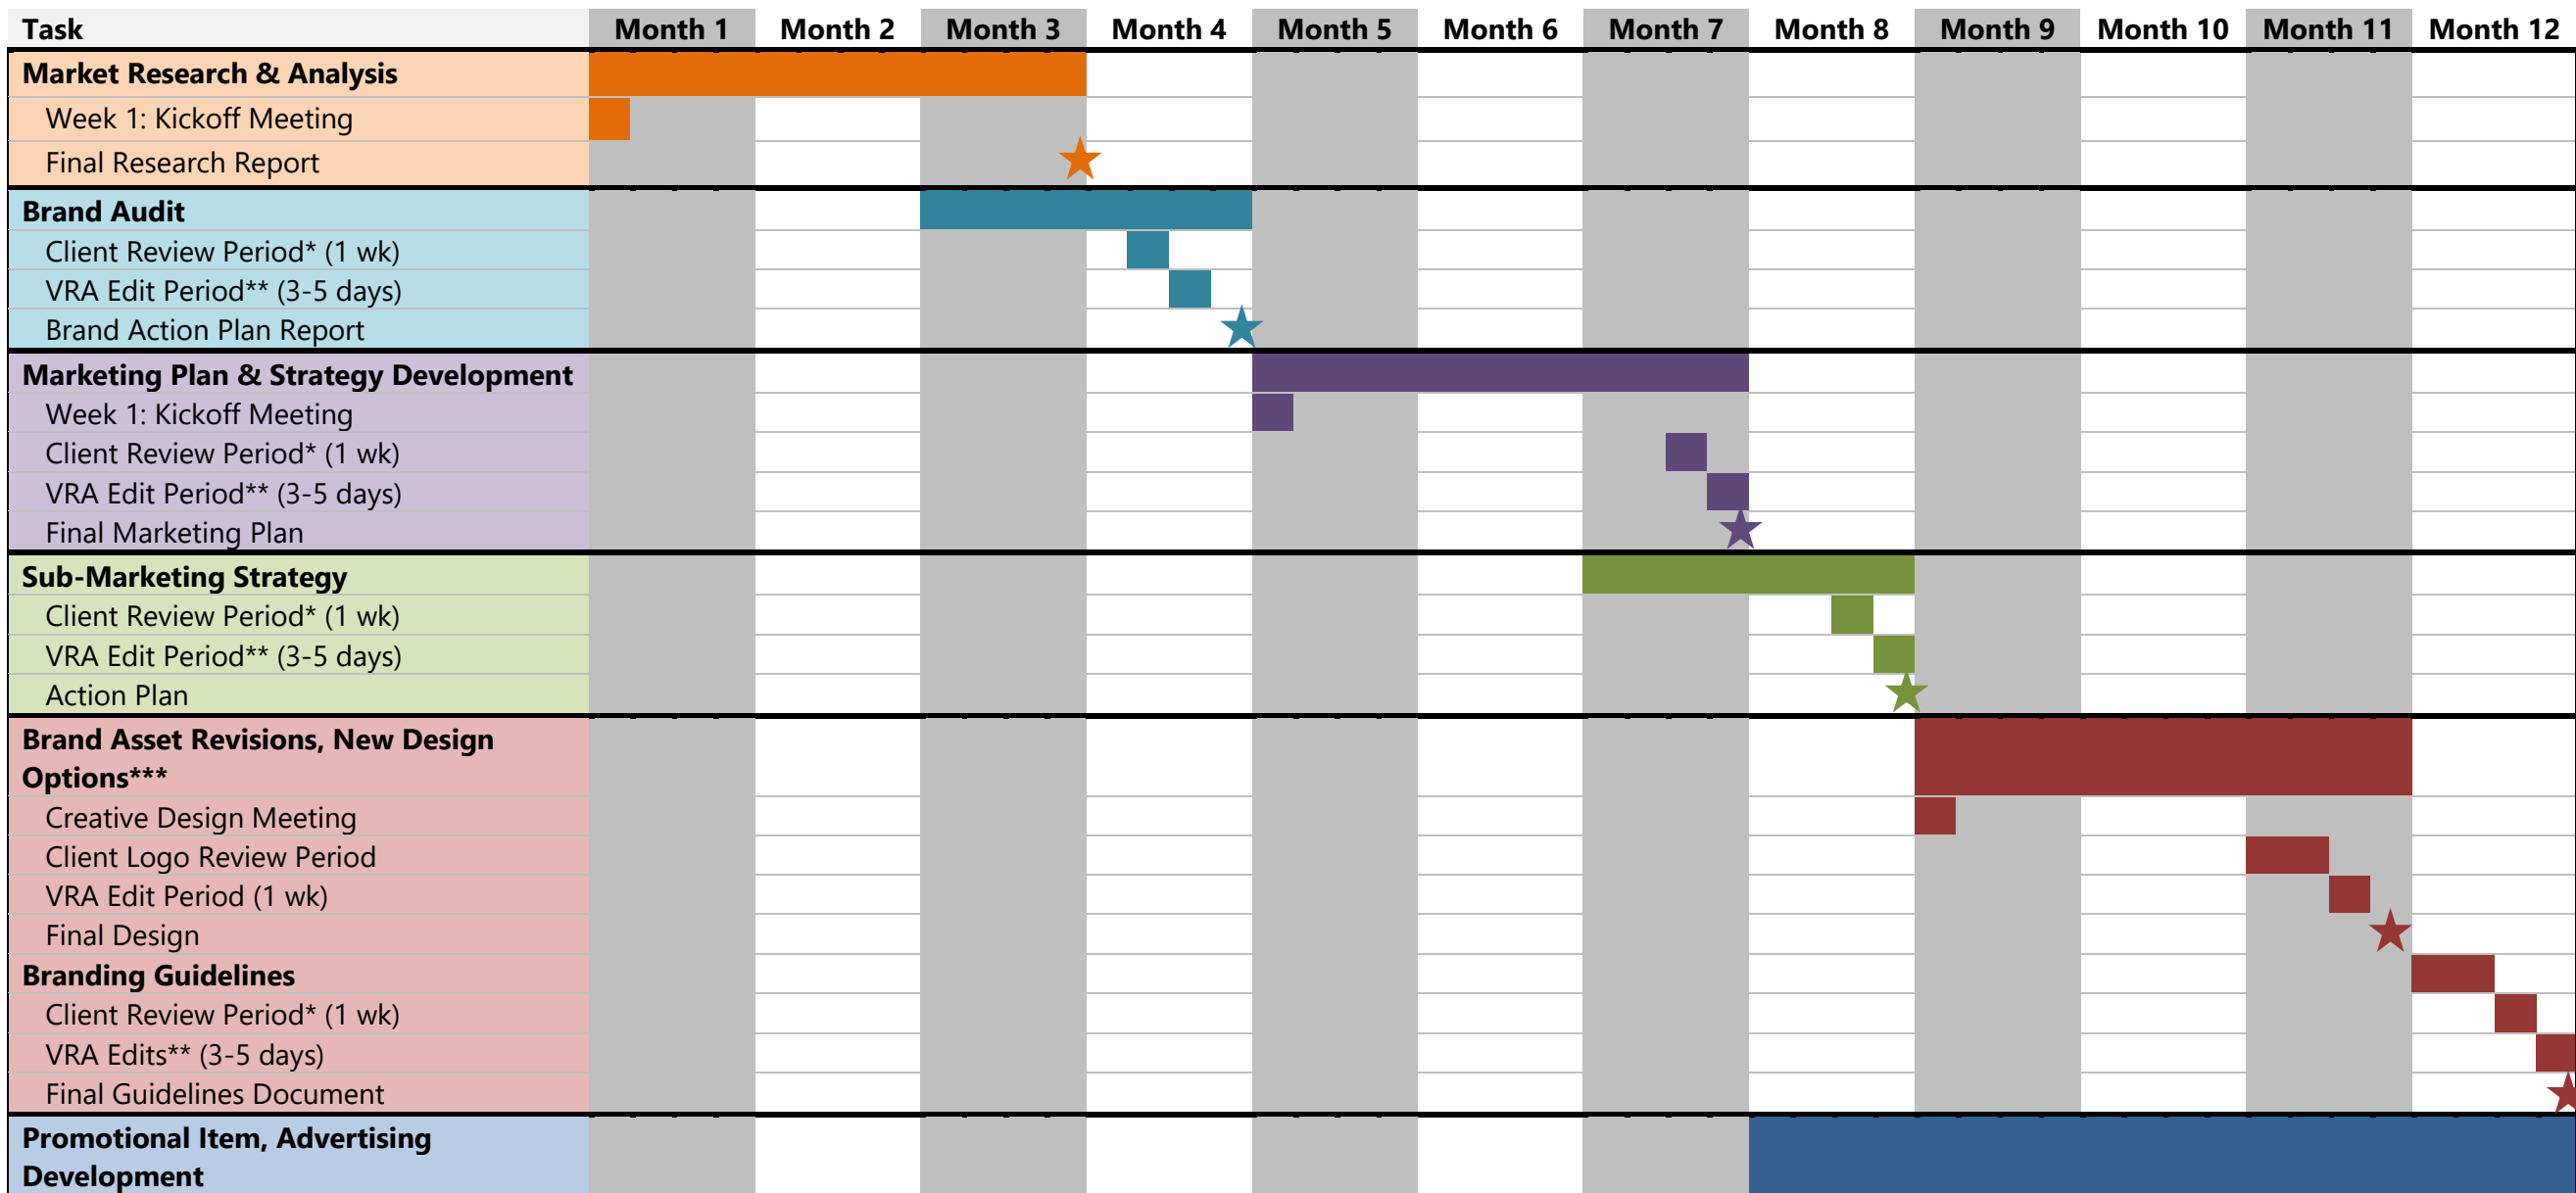 Task Month 1 Month 2 Month 3 Month 4 Month 5 Month 6 Month 7 Month 8 Month 9 Month 10 Month 11 Month 12
Market Research & Analysis
Week 1: Kickoff Meeting
Final Research Report
Brand Audit
Client Review Period* (1 wk)
VRA Edit Period** (3-5 days)
Brand Action Plan Report
Marketing Plan & Strategy Development
Week 1: Kickoff Meeting
Client Review Period* (1 wk)
VRA Edit Period** (3-5 days)
Final Marketing Plan
Sub-Marketing Strategy
Client Review Period* (1 wk)
VRA Edit Period** (3-5 days)
Action Plan
Brand Asset Revisions, New Design
Options***
Creative Design Meeting
Client Logo Review Period
VRA Edit Period (1 wk)
Final Design
Branding Guidelines
Client Review Period* (1 wk)
VRA Edits** (3-5 days)
Final Guidelines Document
Promotional Item, Advertising
Development